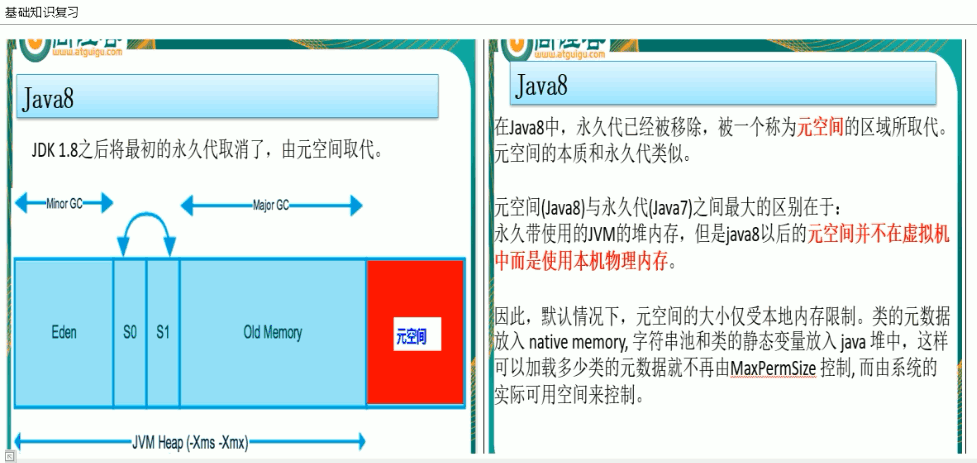 基础知识复习
www.atguigu.com
Java8
JDK 1.8之后将最初的永久代取消了，由元空间取代。
Minor GC
Major GC
Eden
S0
S1
Old Memory
元空间
JVM Heap (-Xms -Xmx)
www.atguigu.com
Java8
在Java8中，永久代已经被移除，被一个称为元空间的区域所取代。
元空间的本质和永久代类似。
元空间(Java8)与永久代(Java7)之间最大的区别在于：
永久带使用的JVM的堆内存，但是java8以后的元空间并不在虚拟机
中而是使用本机物理内存。
因此，默认情况下，元空间的大小仅受本地内存限制。类的元数据
放入 native memory, 字符串池和类的静态变量放入 java 堆中，这样
可以加载多少类的元数据就不再由MaxPermSize 控制, 而由系统的
实际可用空间来控制。